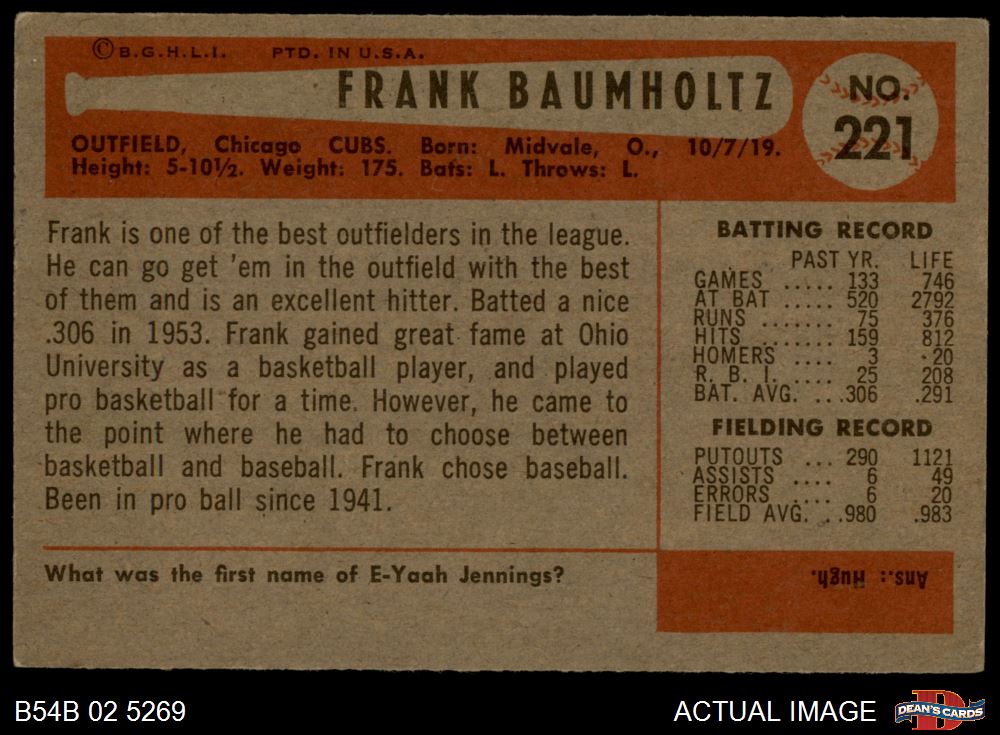 ©B.G.H.L.I. PTD. IN U.S.A.
FRANK BAUMHOLTZ
NO.
221
OUTFIELD, Chicago CUBS. Born: Midvale, O., 10/7/19.
Height: 5-10½. Weight: 175. Bats: L. Throws: L.
Frank is one of the best outfielders in the league.
He can go get 'em in the outfield with the best
of them and is an excellent hitter. Batted a nice
.306 in 1953. Frank gained great fame at Ohio
University as a basketball player, and played
pro basketball for a time. However, he came to
the point where he had to choose between
basketball and baseball. Frank chose baseball.
Been in pro ball since 1941.
BATTING RECORD
PAST YR. LIFE
GAMES ..... 133 746
AT BAT ..... 520 2792
RUNS ....... 75 376
HITS ........ 159 812
HOMERS .... 3 20
R. B. I. ..... 25 208
BAT. AVG. ... .306 .291
FIELDING RECORD
PUTOUTS ... 290 1121
ASSISTS .... 6 49
ERRORS .... 6 20
FIELD AVG. . .980 .983
What was the first name of E-Yaah Jennings?
Ans.: Hugh.
B54B 02 5269
ACTUAL IMAGE
D
DEAN'S CARDS